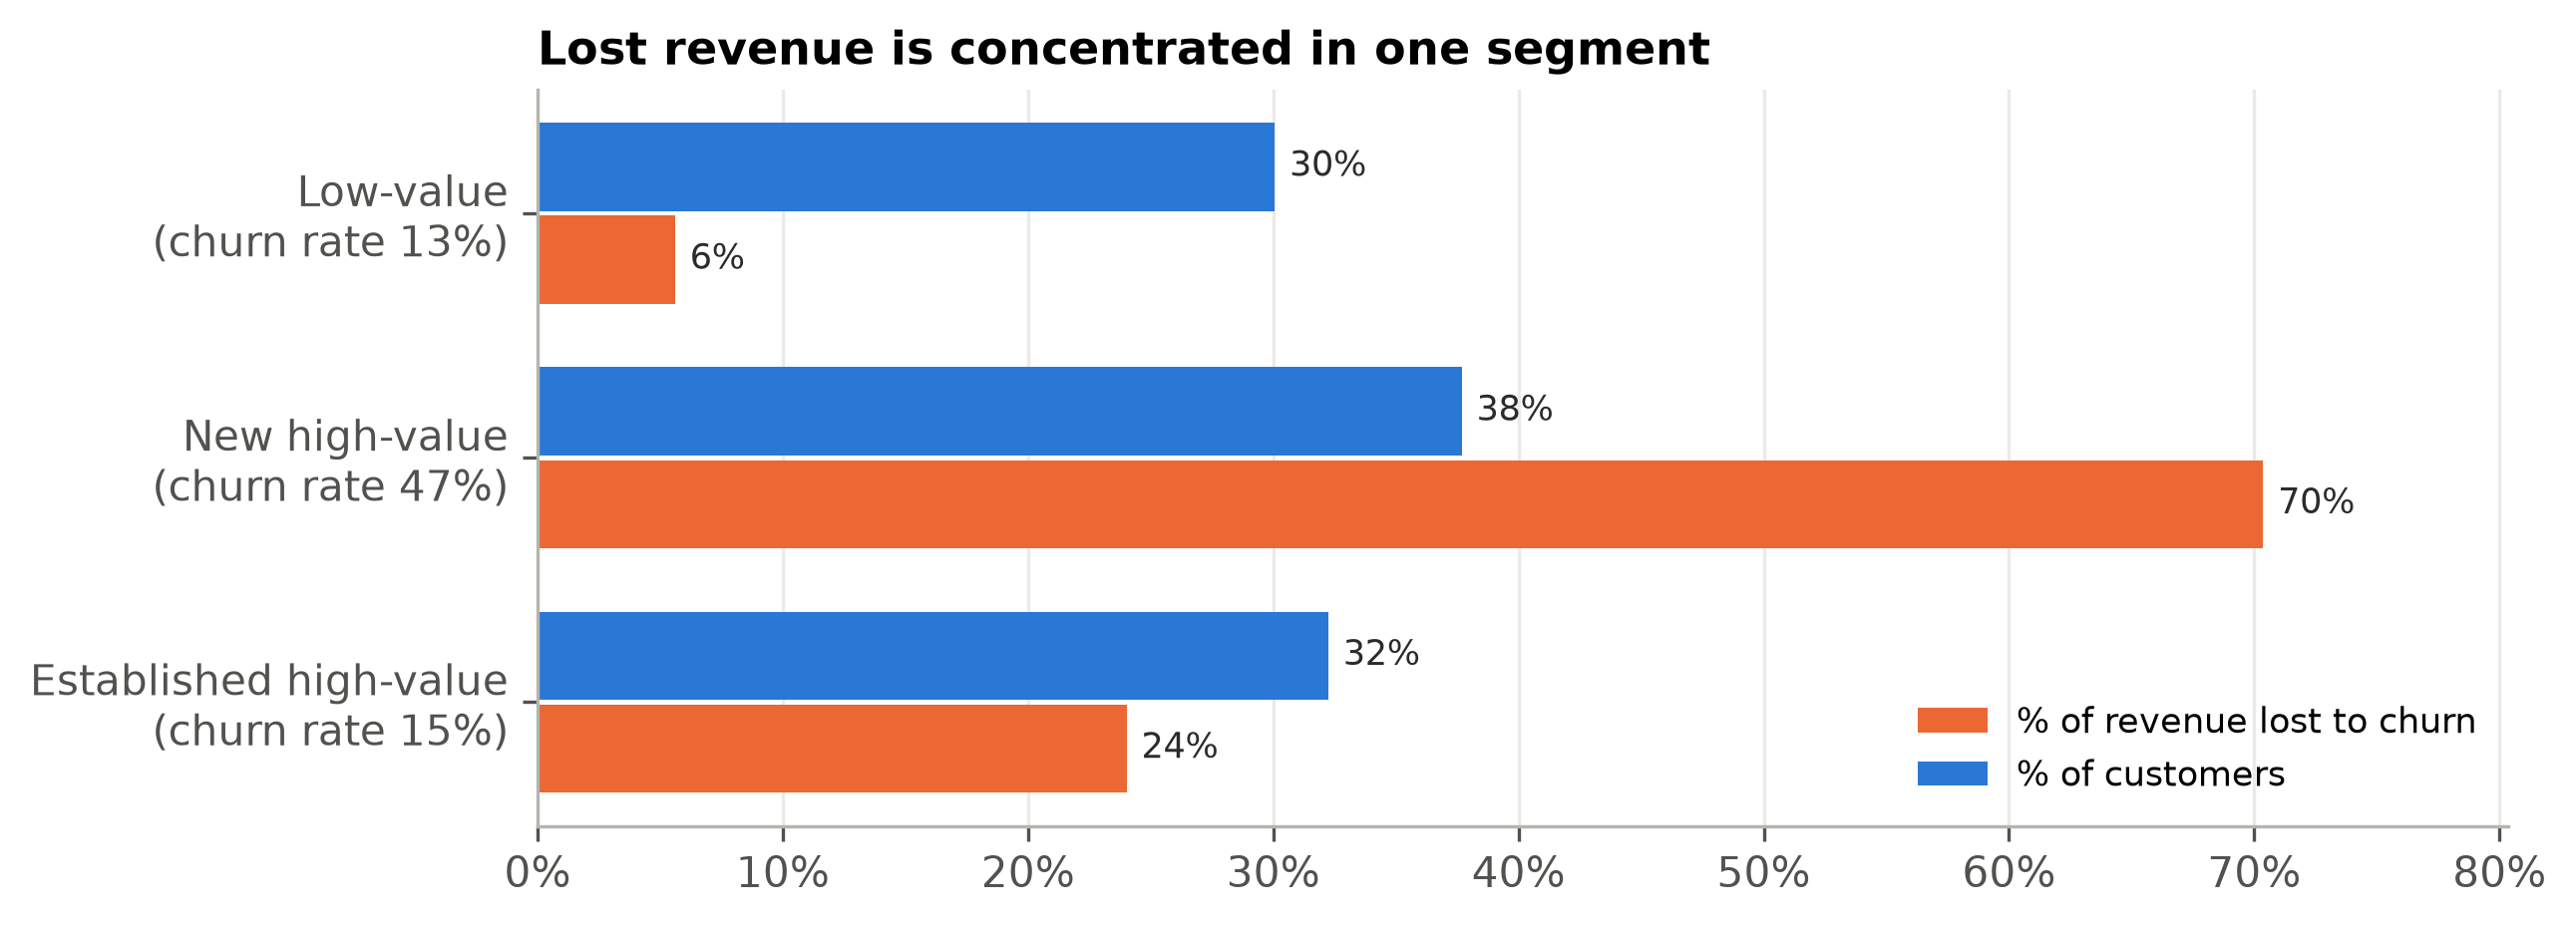 Lost revenue is concentrated in one segment
Low-value
(churn rate 13%)
30%
6%
New high-value
(churn rate 47%)
38%
70%
Established high-value
(churn rate 15%)
32%
24%
% of revenue lost to churn
% of customers
0% 10% 20% 30% 40% 50% 60% 70% 80%